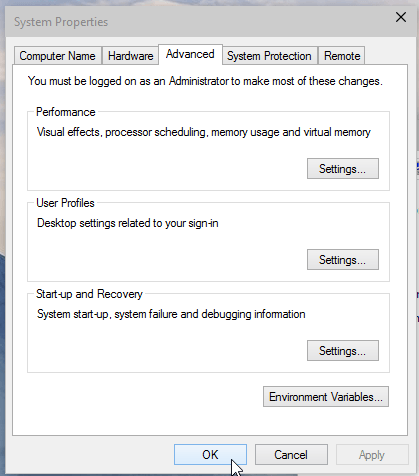 System Properties
Computer Name Hardware Advanced System Protection Remote
You must be logged on as an Administrator to make most of these changes.
Performance
Visual effects, processor scheduling, memory usage and virtual memory
Settings...
User Profiles
Desktop settings related to your sign-in
Settings...
Start-up and Recovery
System start-up, system failure and debugging information
Settings...
Environment Variables...
OK Cancel Apply